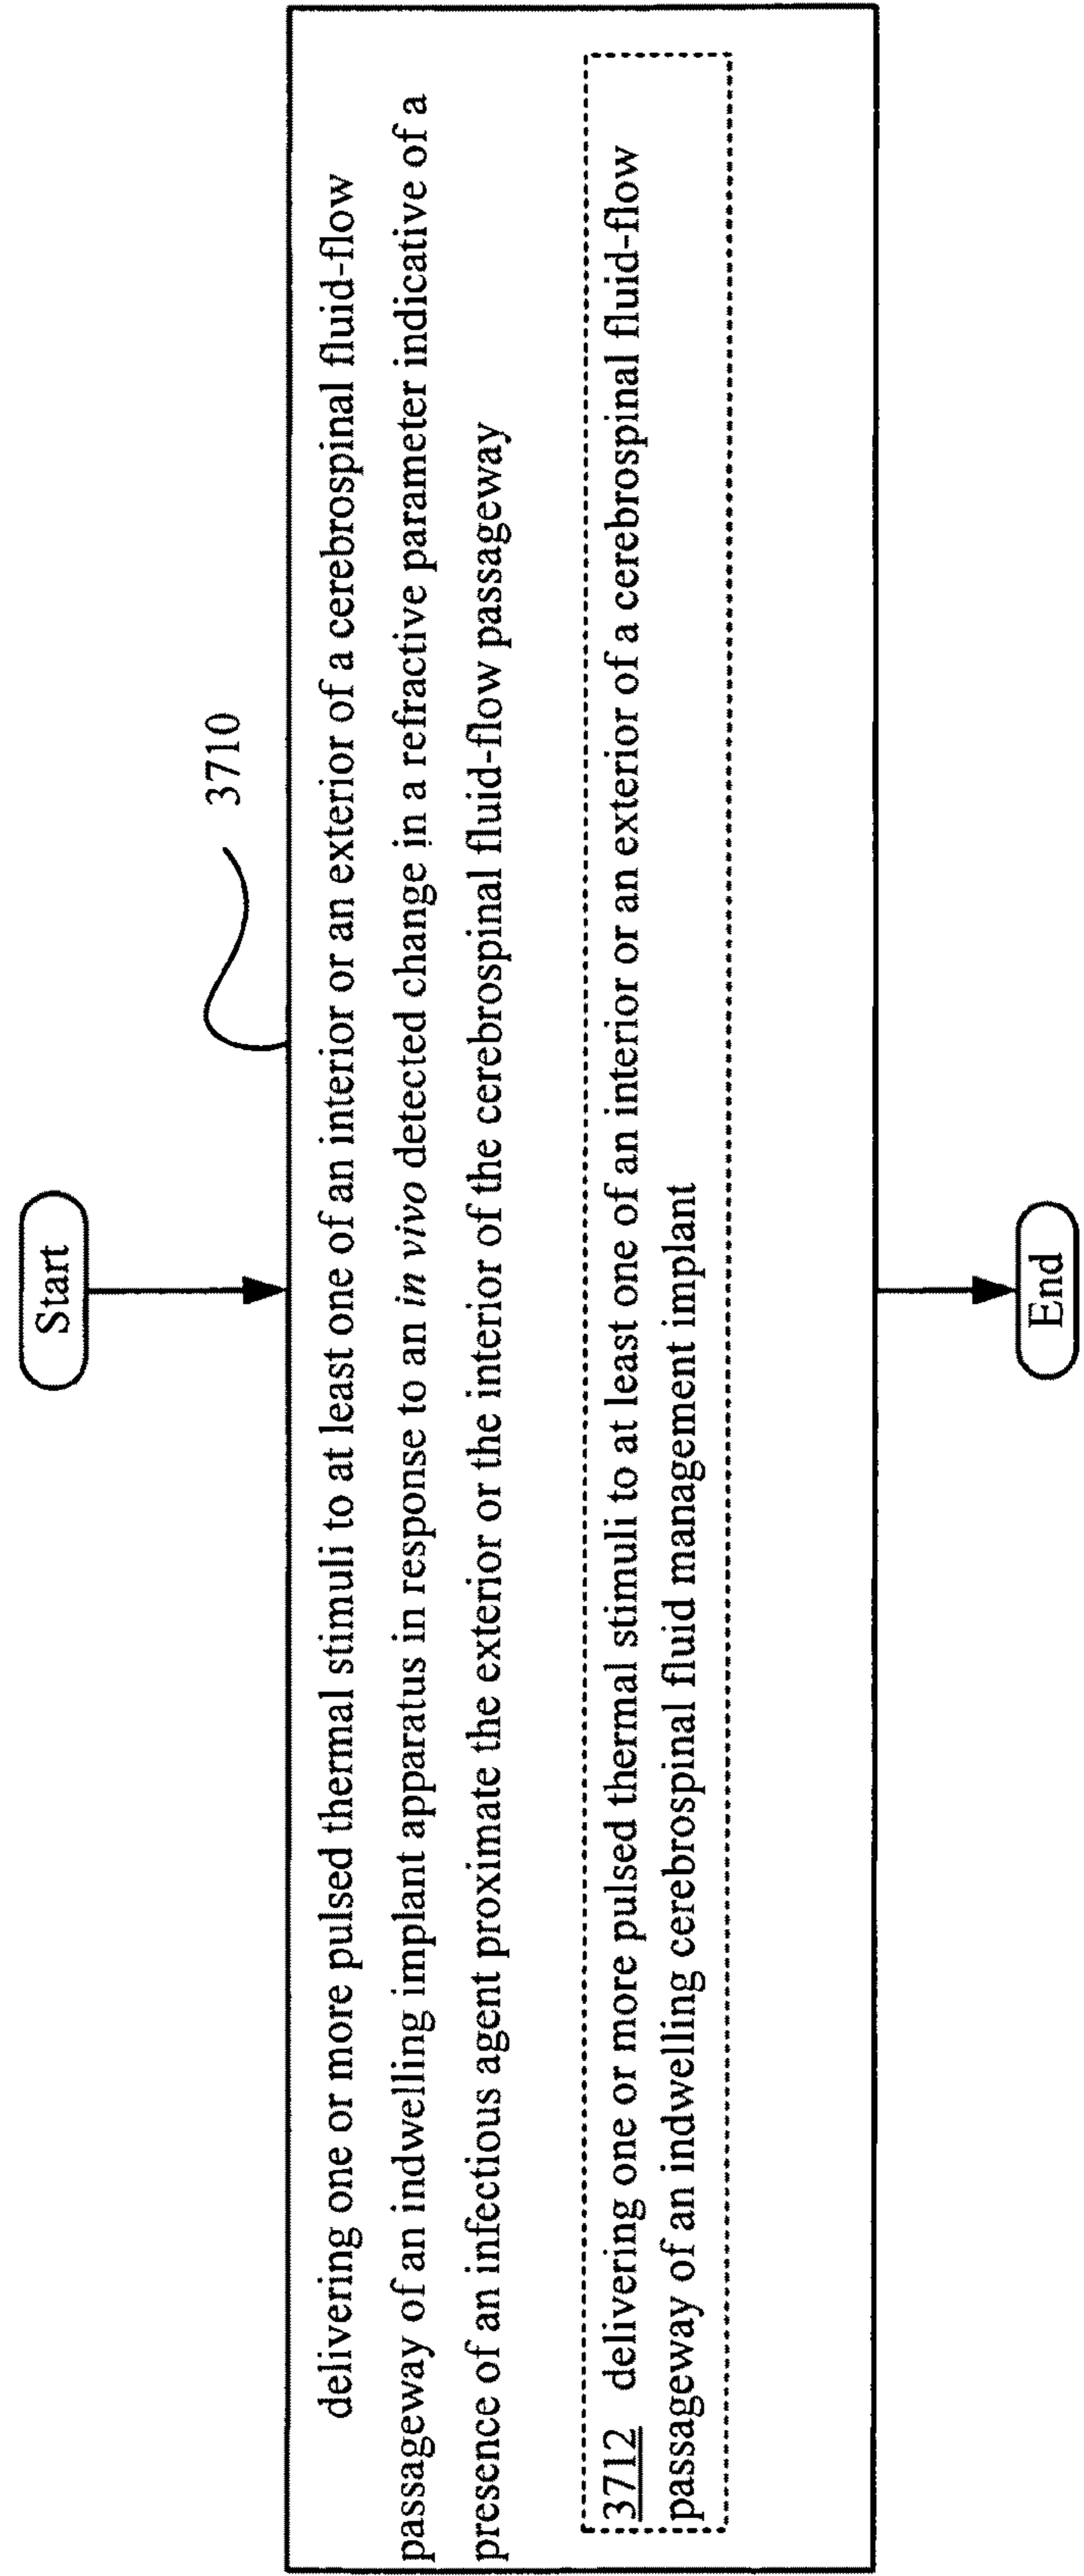 Start
3710
delivering one or more pulsed thermal stimuli to at least one of an interior or an exterior of a cerebrospinal fluid-flow
passageway of an indwelling implant apparatus in response to an in vivo detected change in a refractive parameter indicative of a
presence of an infectious agent proximate the exterior or the interior of the cerebrospinal fluid-flow passageway
3712 delivering one or more pulsed thermal stimuli to at least one of an interior or an exterior of a cerebrospinal fluid-flow
passageway of an indwelling cerebrospinal fluid management implant
End